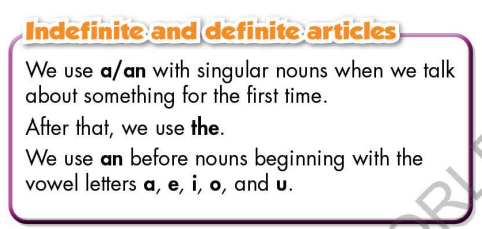 Indefinite and definite articles
We use a/an with singular nouns when we talk
about something for the first time.
After that, we use the.
We use an before nouns beginning with the
vowel letters a, e, i, o, and u.